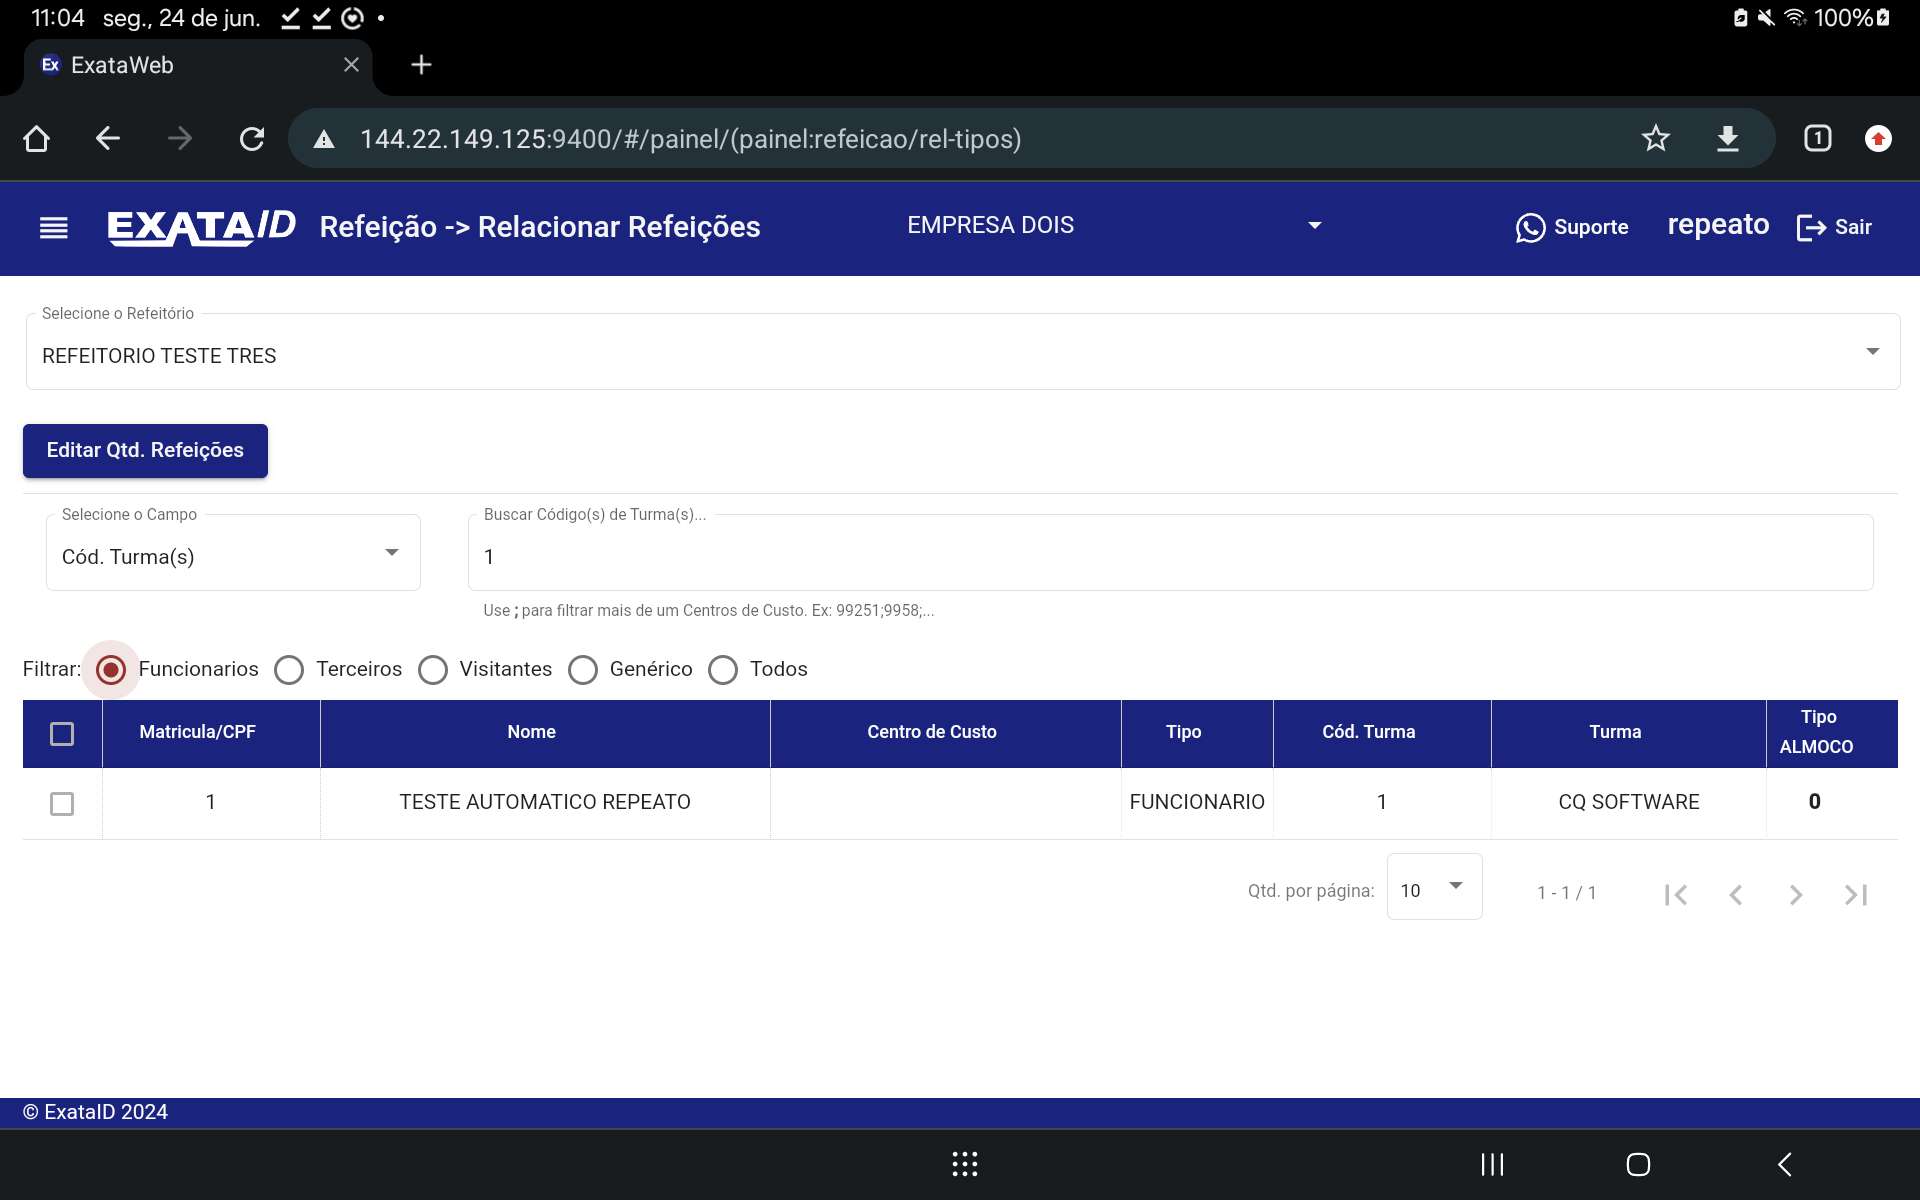 11:04 seg., 24 de jun. 100%
Ex ExataWeb
144.22.149.125:9400/#/painel/(painel:refeicao/rel-tipos) 1
EXATAID Refeição -> Relacionar Refeições EMPRESA DOIS Suporte repeato Sair
Selecione o Refeitório
REFEITORIO TESTE TRES
Editar Qtd. Refeições
Selecione o Campo Buscar Código(s) de Turma(s)...
Cód. Turma(s) 1
Use ; para filtrar mais de um Centros de Custo. Ex: 99251;9958;...
Filtrar: Funcionarios Terceiros Visitantes Genérico Todos
Matricula/CPF Nome Centro de Custo Tipo Cód. Turma Turma Tipo ALMOCO
1 TESTE AUTOMATICO REPEATO FUNCIONARIO 1 CQ SOFTWARE 0
Qtd. por página: 10 1 - 1 / 1
© ExataID 2024